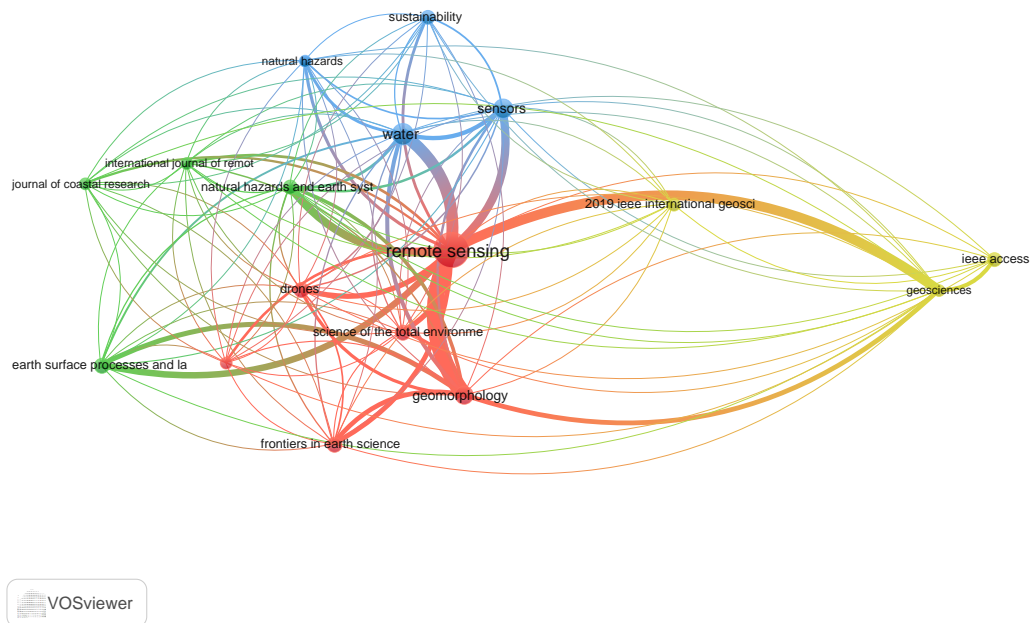 sustainability
natural hazards
sensors
water
international journal of remot
journal of coastal research
natural hazards and earth syst
2019 ieee international geosci
remote sensing
ieee access
drones
geosciences
science of the total environme
earth surface processes and la
geomorphology
frontiers in earth science
VOSviewer